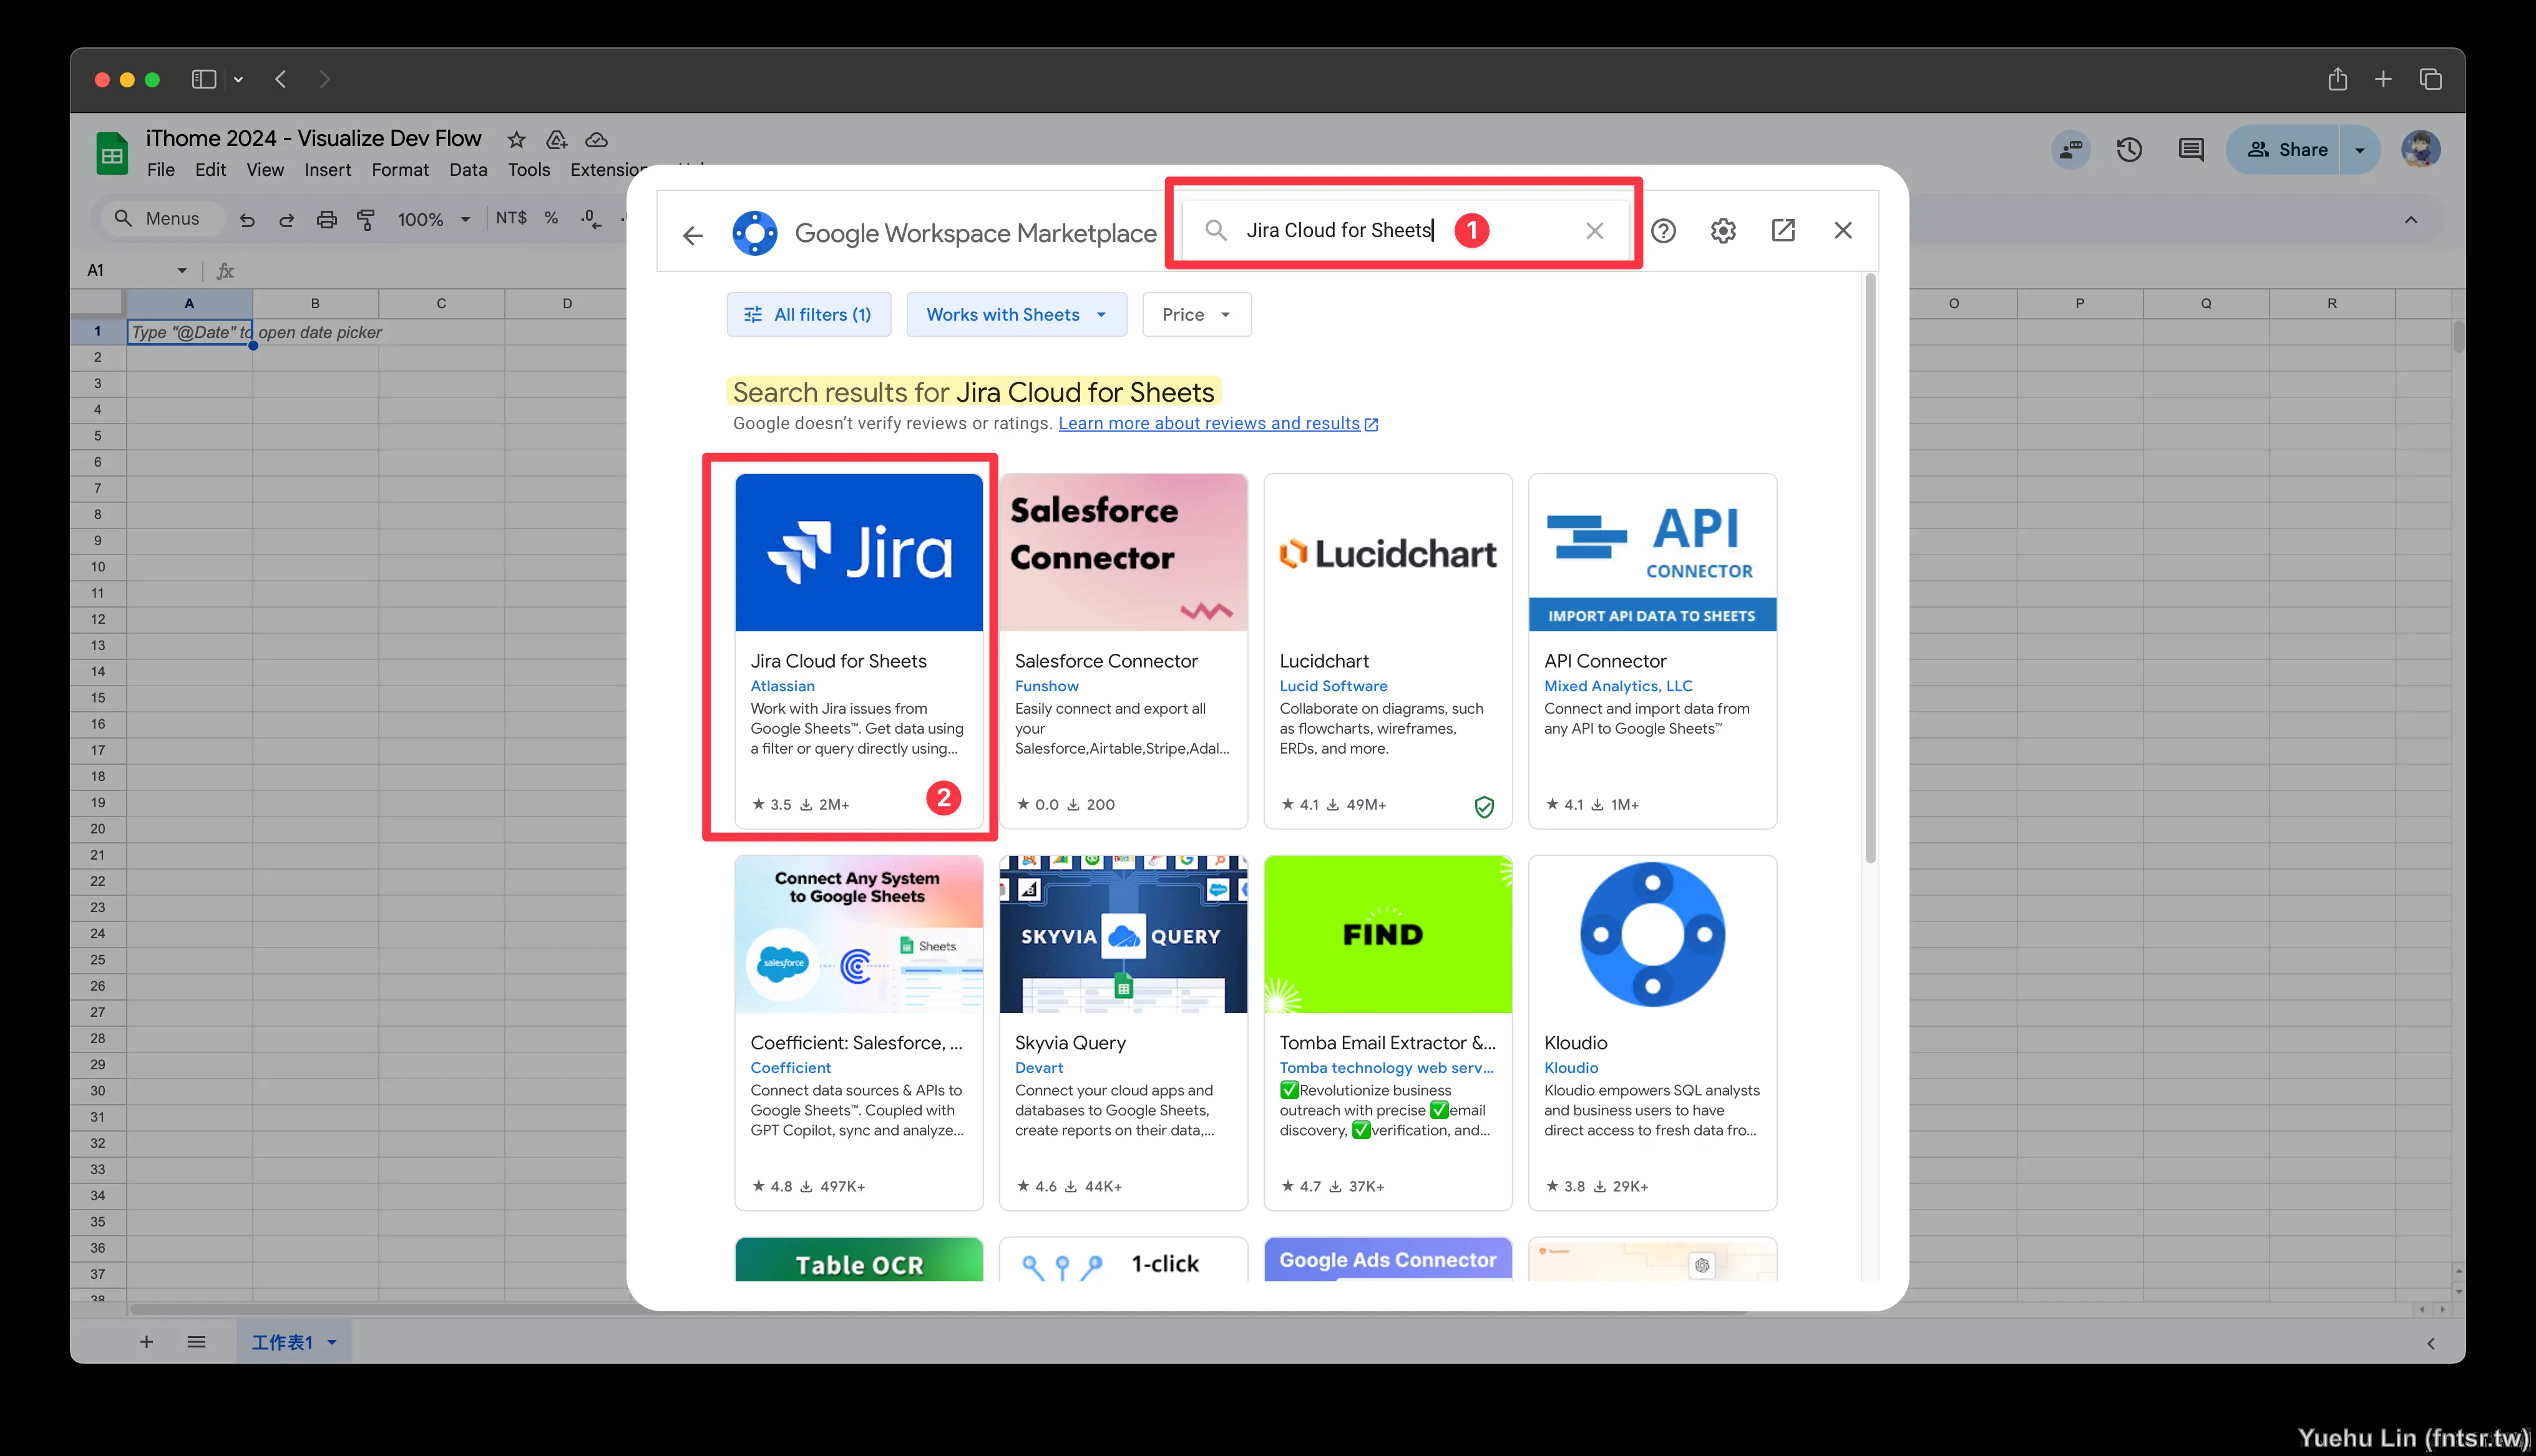 iThome 2024 - Visualize Dev Flow
File Edit View Insert Format Data Tools Extension
Share
Menus
100%
NT$ % .0
A1
fx
A B C D O P Q R
1
Type "@Date" to open date picker
2
3
4
5
6
7
8
9
10
11
12
13
14
15
16
17
18
19
20
21
22
23
24
25
26
27
28
29
30
31
32
33
34
35
36
37
38
工作表1
Google Workspace Marketplace
Jira Cloud for Sheets
1
All filters (1)
Works with Sheets
Price
Search results for Jira Cloud for Sheets
Google doesn't verify reviews or ratings. Learn more about reviews and results
Jira
Jira Cloud for Sheets
Atlassian
Work with Jira issues from
Google Sheets™. Get data using
a filter or query directly using...
3.5 2M+
2
Salesforce
Connector
Salesforce Connector
Funshow
Easily connect and export all
your
Salesforce,Airtable,Stripe,Adal...
0.0 200
Lucidchart
Lucidchart
Lucid Software
Collaborate on diagrams, such
as flowcharts, wireframes,
ERDs, and more.
4.1 49M+
API
CONNECTOR
IMPORT API DATA TO SHEETS
API Connector
Mixed Analytics, LLC
Connect and import data from
any API to Google Sheets™
4.1 1M+
Connect Any System
to Google Sheets
salesforce
Sheets
Coefficient: Salesforce, ...
Coefficient
Connect data sources & APIs to
Google Sheets™. Coupled with
GPT Copilot, sync and analyze...
4.8 497K+
SKYVIA QUERY
Skyvia Query
Devart
Connect your cloud apps and
databases to Google Sheets,
create reports on their data,...
4.6 44K+
FIND
Tomba Email Extractor &...
Tomba technology web serv...
✅Revolutionize business
outreach with precise ✅email
discovery, ✅verification, and...
4.7 37K+
Kloudio
Kloudio
Kloudio empowers SQL analysts
and business users to have
direct access to fresh data fro...
3.8 29K+
Table OCR
1-click
Google Ads Connector
Yuehu Lin (fntsr.tw)